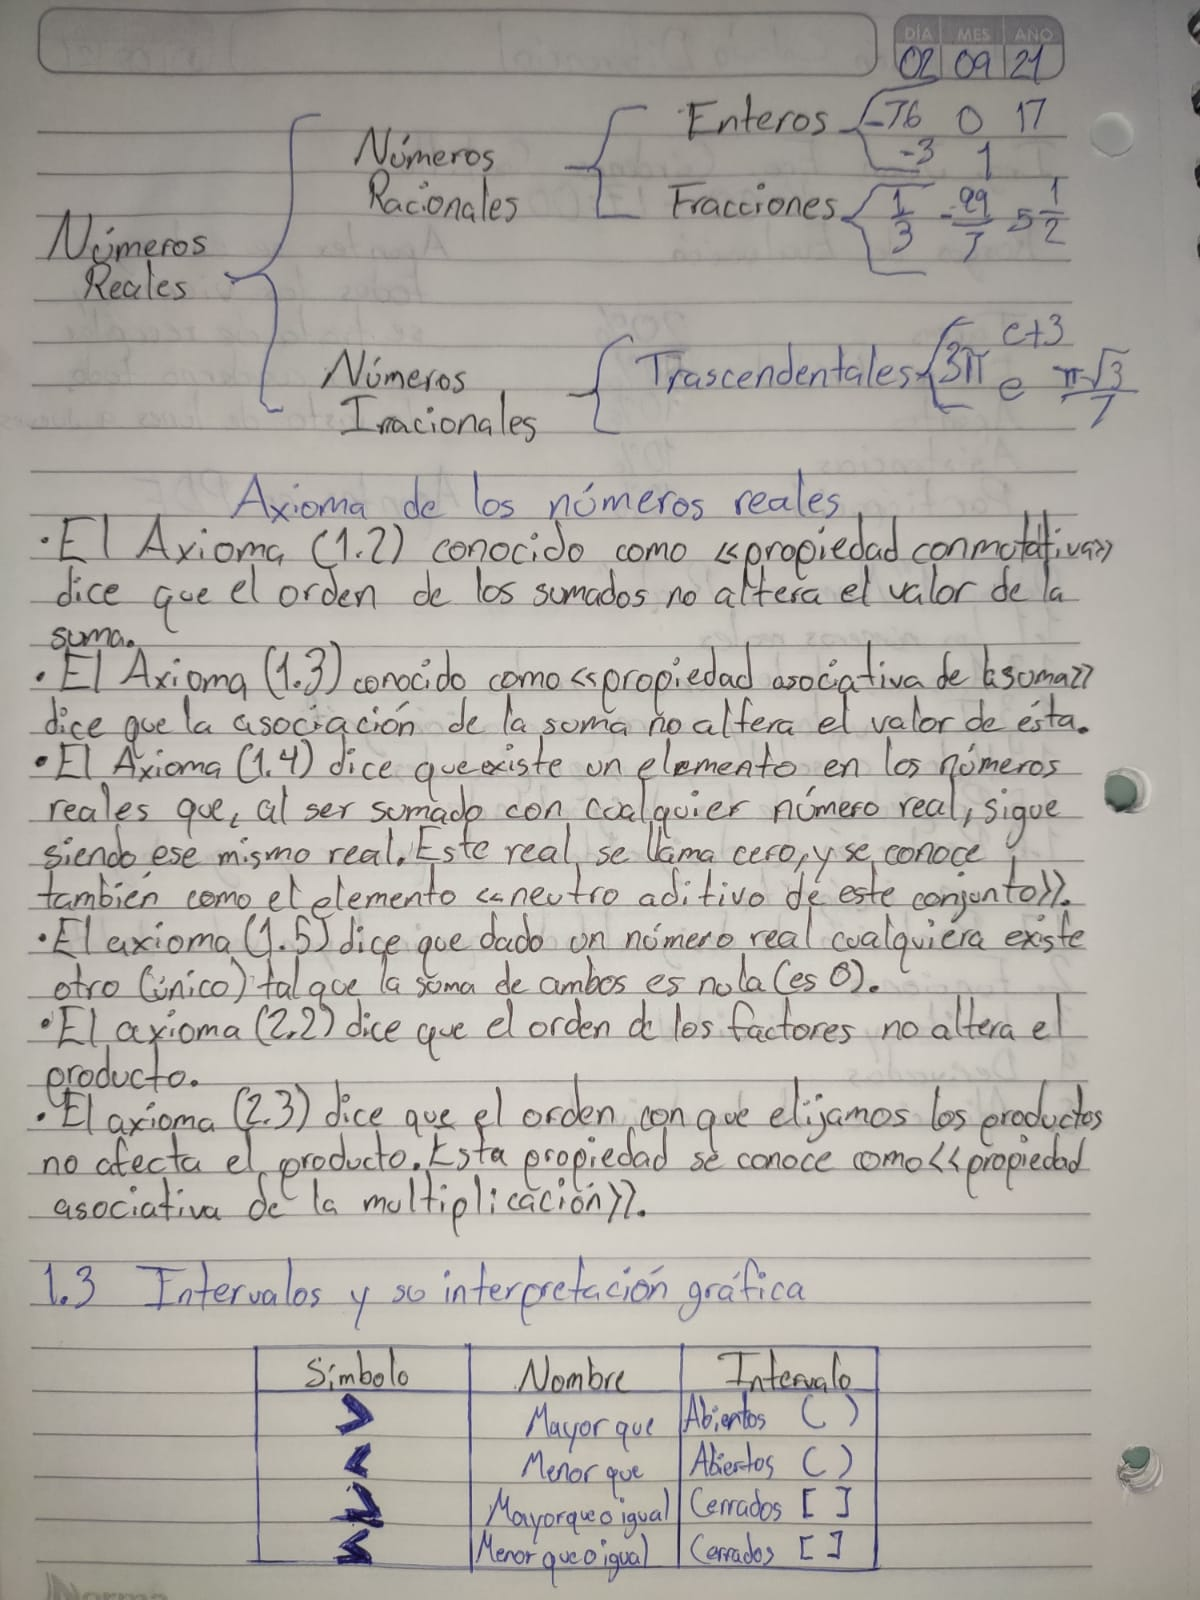 DÍA MES AÑO
02 09 21
Números Reales
Números Racionales
Enteros -76 0 17
-3 1
Fracciones 1/3 -29/7 5 1/2
Números Irracionales
Trascendentales 3π e+3 e π√3/7
Axioma de los números reales
• El Axioma (1.2) conocido como <<propiedad conmutativa>>
dice que el orden de los sumados no altera el valor de la
suma.
• El Axioma (1.3) conocido como <<propiedad asociativa de la suma>>
dice que la asociación de la suma no altera el valor de ésta.
• El Axioma (1.4) dice que existe un elemento en los números
reales que, al ser sumado con cualquier número real, sigue
siendo ese mismo real. Este real, se llama cero, y se conoce
también como el elemento <<neutro aditivo de este conjunto>>.
• El axioma (1.5) dice que dado un número real cualquiera existe
otro (único) tal que la suma de ambos es nula (es 0).
• El axioma (2.2) dice que el orden de los factores no altera el
producto.
• El axioma (2.3) dice que el orden con que elijamos los productos
no afecta el producto. Esta propiedad se conoce como <<propiedad
asociativa de la multiplicación>>.
1.3 Intervalos y su interpretación gráfica
Símbolo Nombre Intervalo
> Mayor que Abientos ( )
< Menor que Abiertos ( )
≥ Mayor que o igual Cerrados [ ]
≤ Menor que o igual Cerrados [ ]
Norma